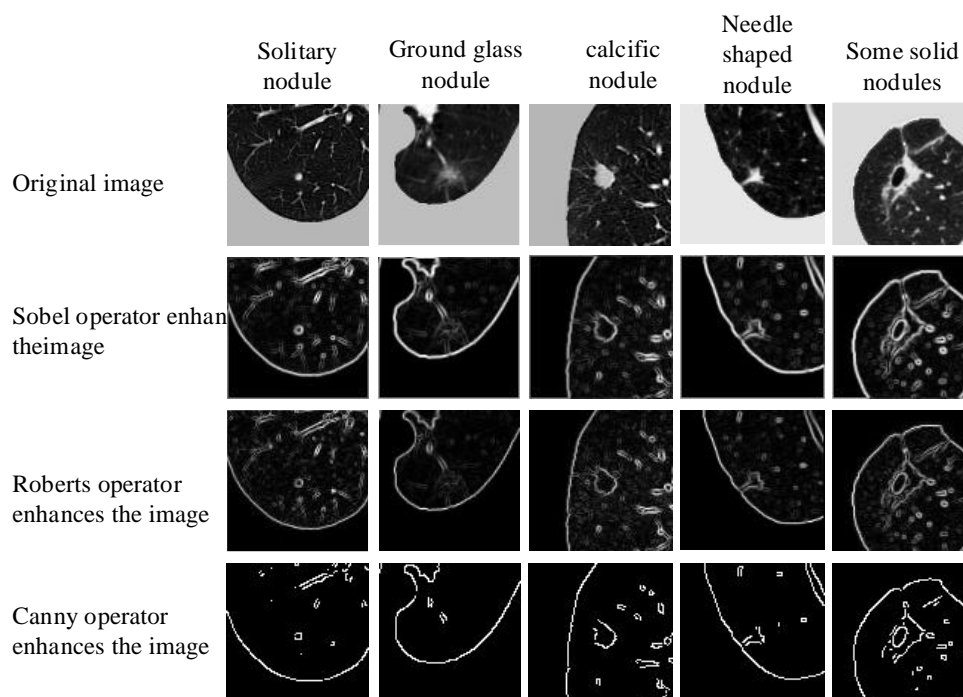 Solitary
nodule
Ground glass
nodule
calcific
nodule
Needle
shaped
nodule
Some solid
nodules
Original image
Sobel operator enhan
theimage
Roberts operator
enhances the image
Canny operator
enhances the image